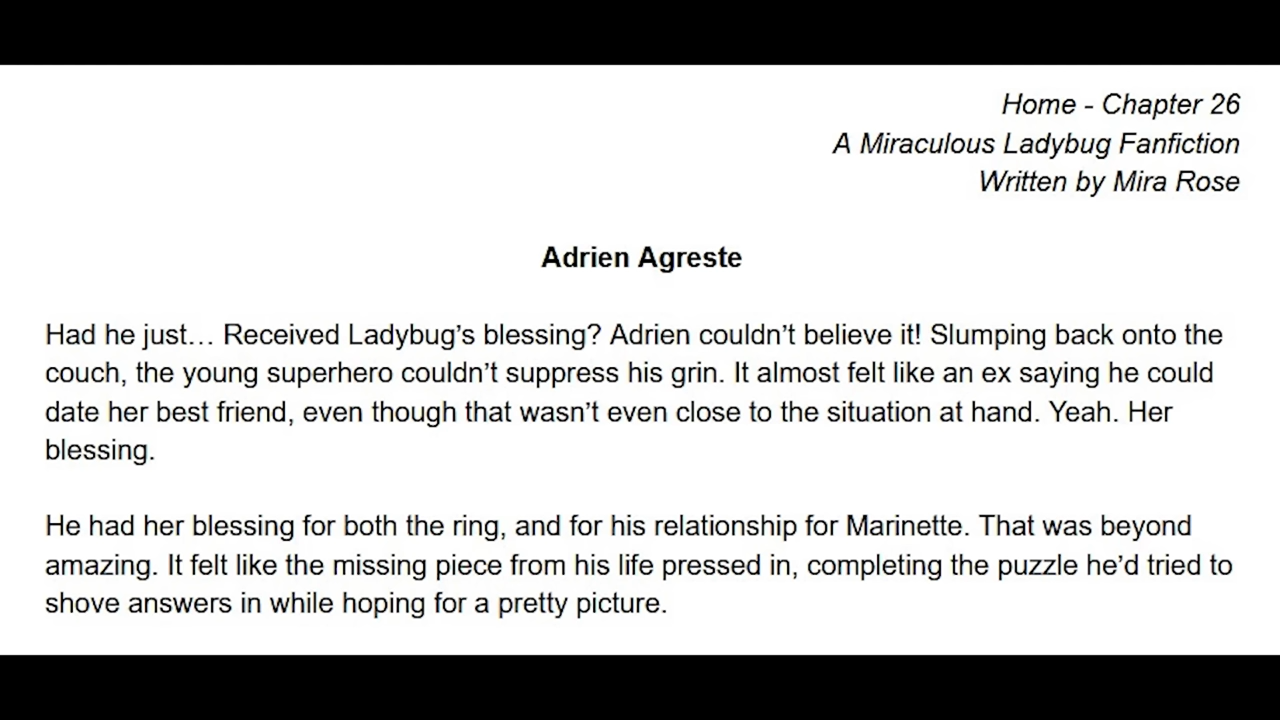 Home - Chapter 26
A Miraculous Ladybug Fanfiction
Written by Mira Rose
Adrien Agreste
Had he just… Received Ladybug’s blessing? Adrien couldn’t believe it! Slumping back onto the
couch, the young superhero couldn’t suppress his grin. It almost felt like an ex saying he could
date her best friend, even though that wasn’t even close to the situation at hand. Yeah. Her
blessing.
He had her blessing for both the ring, and for his relationship for Marinette. That was beyond
amazing. It felt like the missing piece from his life pressed in, completing the puzzle he’d tried to
shove answers in while hoping for a pretty picture.